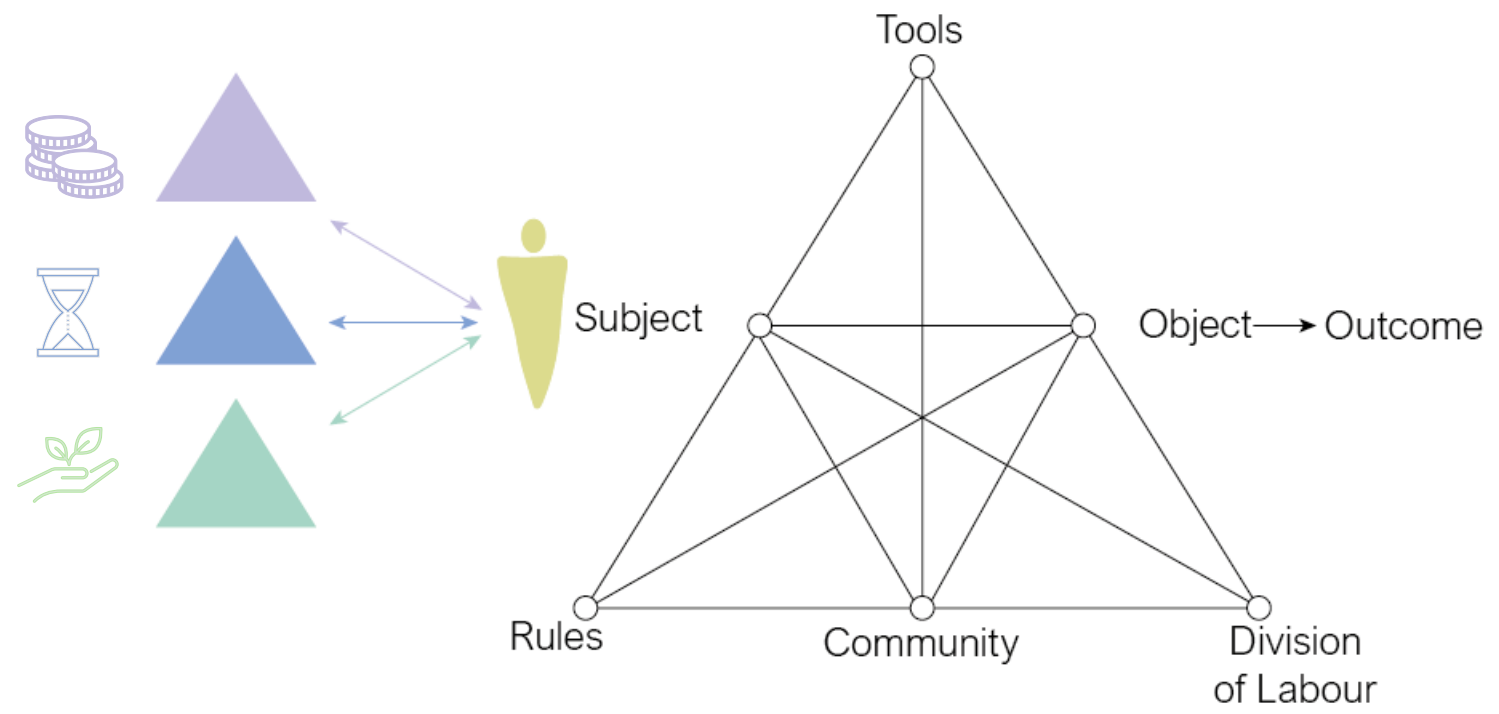 Tools
Subject
Object
Outcome
Rules
Community
Division
of Labour